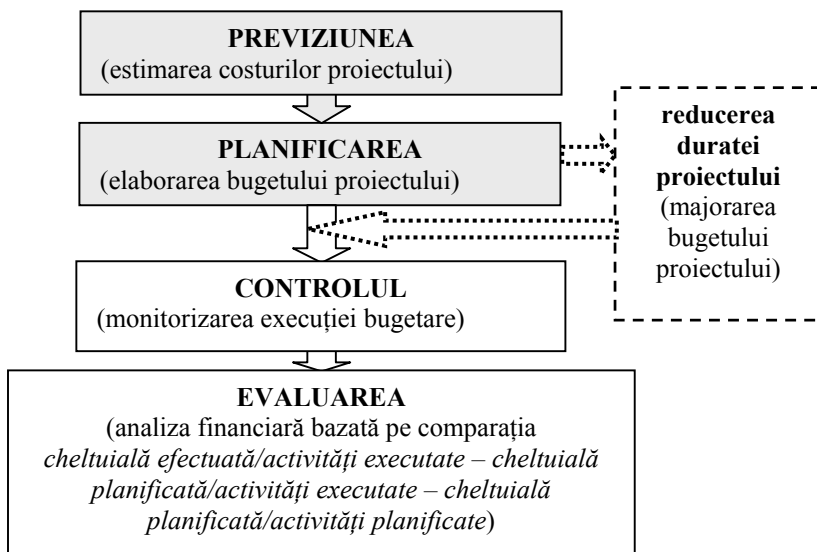 PREVIZIUNEA
(estimarea costurilor proiectului)
PLANIFICAREA
(elaborarea bugetului proiectului)
reducerea
duratei
proiectului
(majorarea
bugetului
proiectului)
CONTROLUL
(monitorizarea execuției bugetare)
EVALUAREA
(analiza financiară bazată pe comparația
cheltuială efectuată/activități executate – cheltuială
planificată/activități executate – cheltuială
planificată/activități planificate)